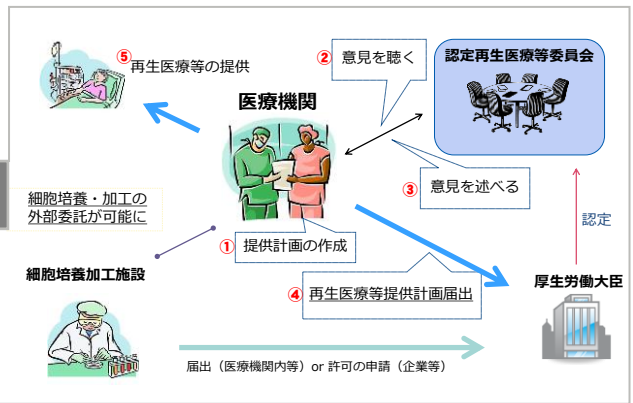 ⑤ 再生医療等の提供
② 意見を聴く
認定再生医療等委員会
医療機関
③ 意見を述べる
細胞培養・加工の
外部委託が可能に
認定
① 提供計画の作成
細胞培養加工施設
④ 再生医療等提供計画届出
厚生労働大臣
届出（医療機関内等）or 許可の申請（企業等）